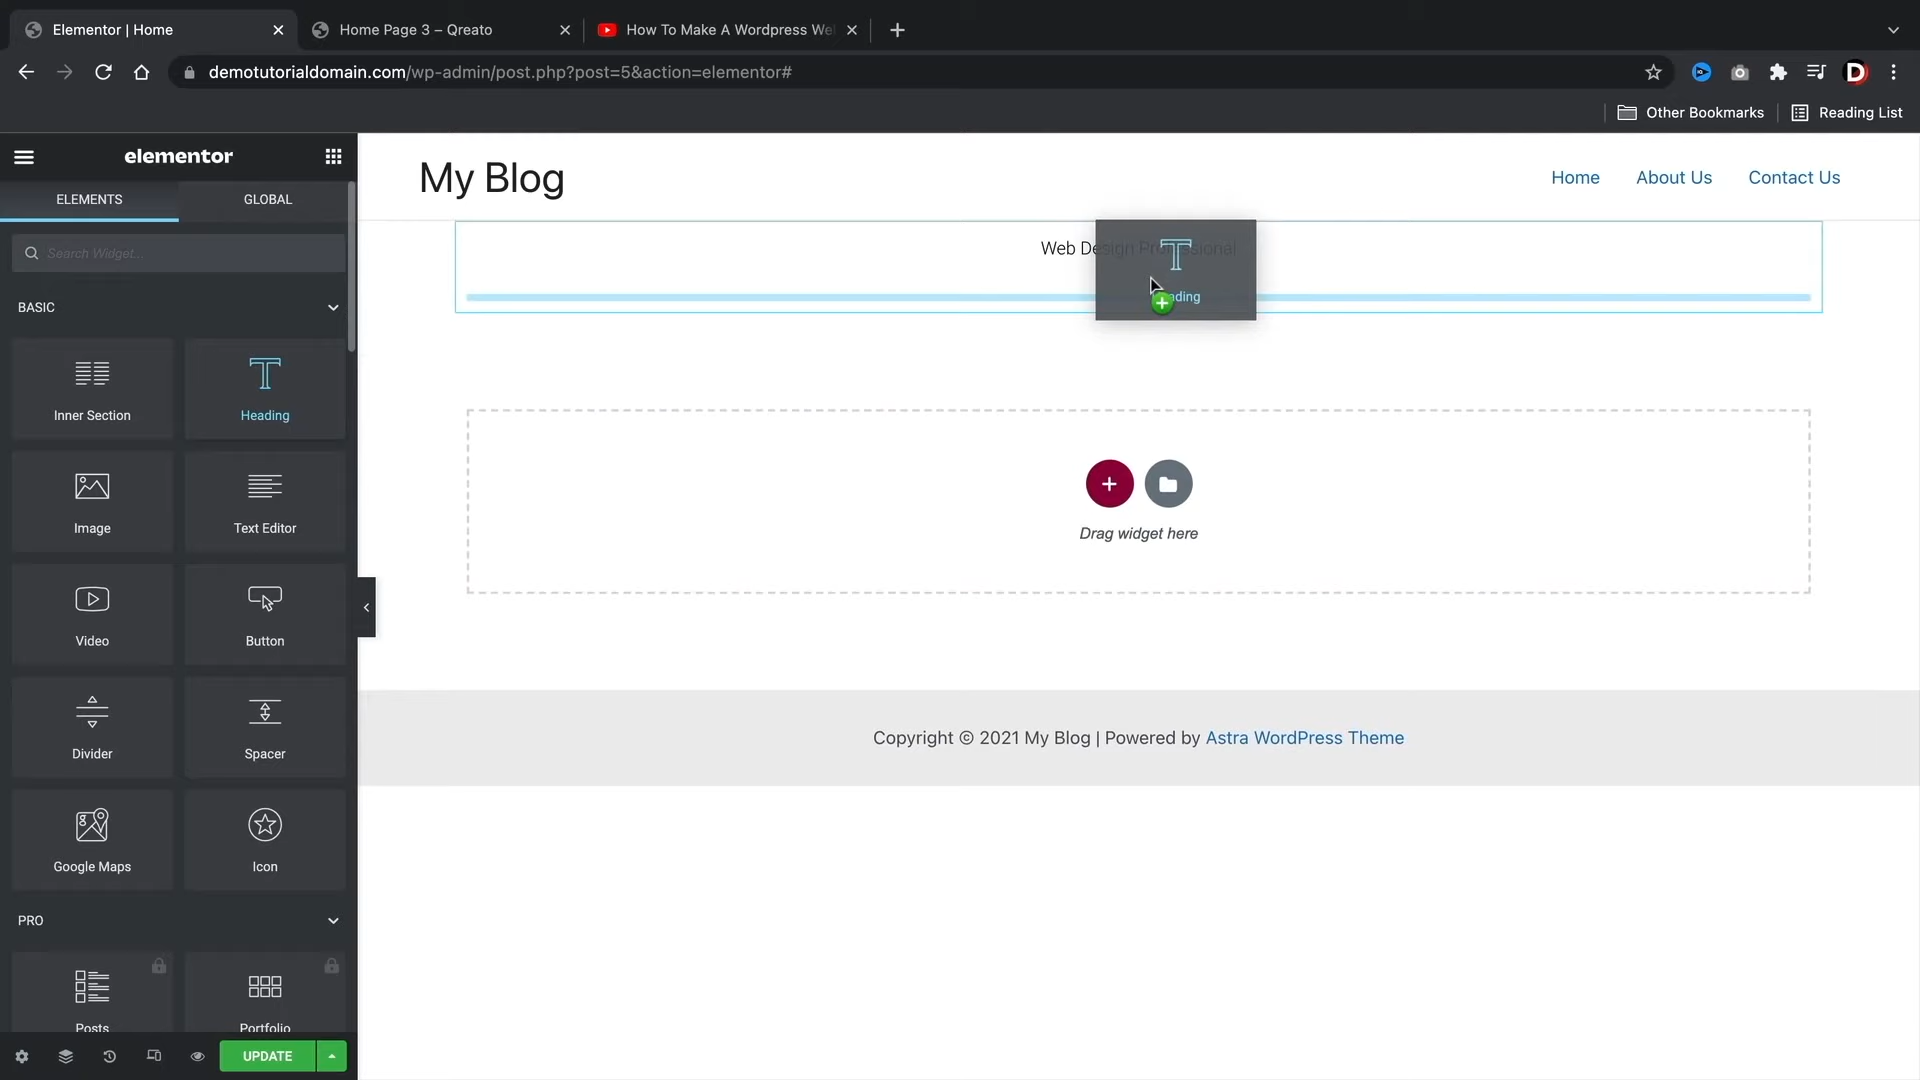 Elementor | Home
Home Page 3 – Qreato
How To Make A Wordpress We
demotutorialdomain.com/wp-admin/post.php?post=5&action=elementor#
Other Bookmarks
Reading List
elementor
ELEMENTS
GLOBAL
Search Widget...
BASIC
Inner Section
Heading
Image
Text Editor
Video
Button
Divider
Spacer
Google Maps
Icon
PRO
Posts
Portfolio
UPDATE
My Blog
Home
About Us
Contact Us
Web Design Professional
Drag widget here
Copyright © 2021 My Blog | Powered by Astra WordPress Theme